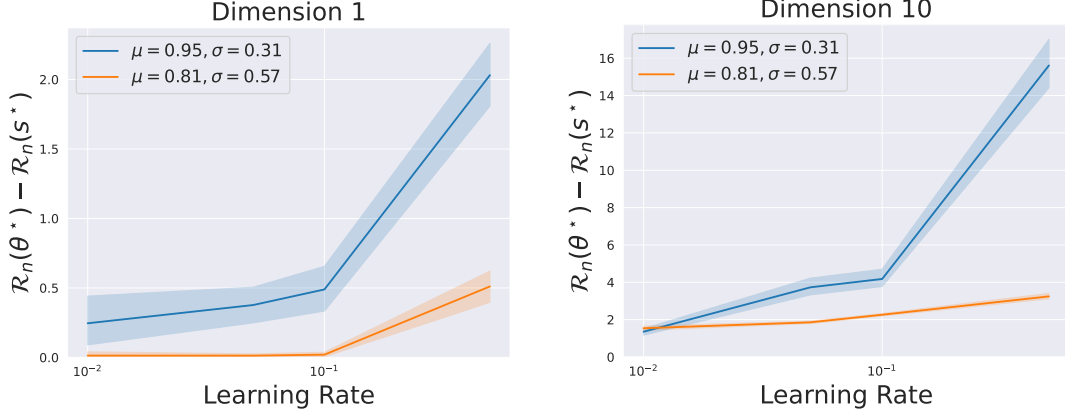 Dimension 1
μ = 0.95, σ = 0.31
μ = 0.81, σ = 0.57
2.0
1.5
1.0
0.5
0.0
10⁻²
10⁻¹
Learning Rate
ℛₙ(θ⋆) − ℛₙ(s⋆)
Dimension 10
μ = 0.95, σ = 0.31
μ = 0.81, σ = 0.57
16
14
12
10
8
6
4
2
0
10⁻²
10⁻¹
Learning Rate
ℛₙ(θ⋆) − ℛₙ(s⋆)